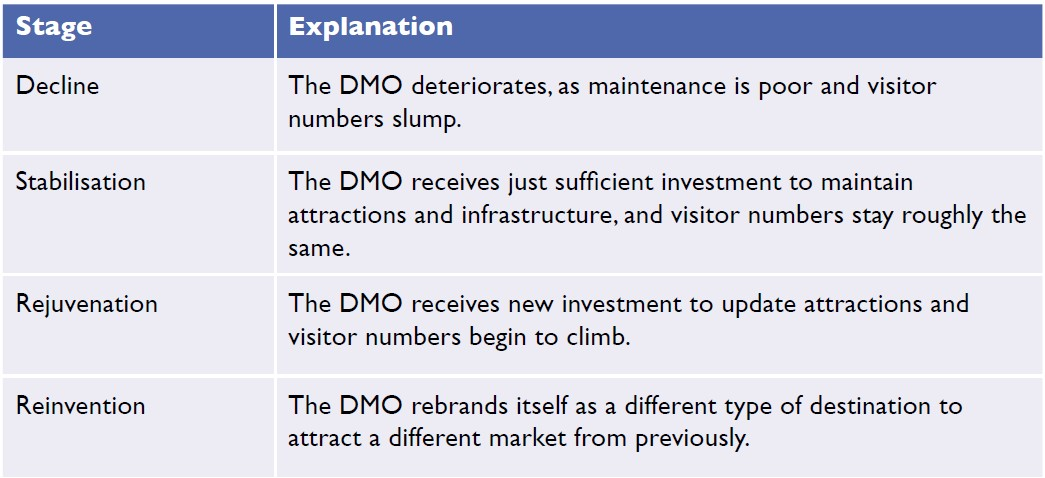 Stage
Explanation
Decline
The DMO deteriorates, as maintenance is poor and visitor
numbers slump.
Stabilisation
The DMO receives just sufficient investment to maintain
attractions and infrastructure, and visitor numbers stay roughly the
same.
Rejuvenation
The DMO receives new investment to update attractions and
visitor numbers begin to climb.
Reinvention
The DMO rebrands itself as a different type of destination to
attract a different market from previously.